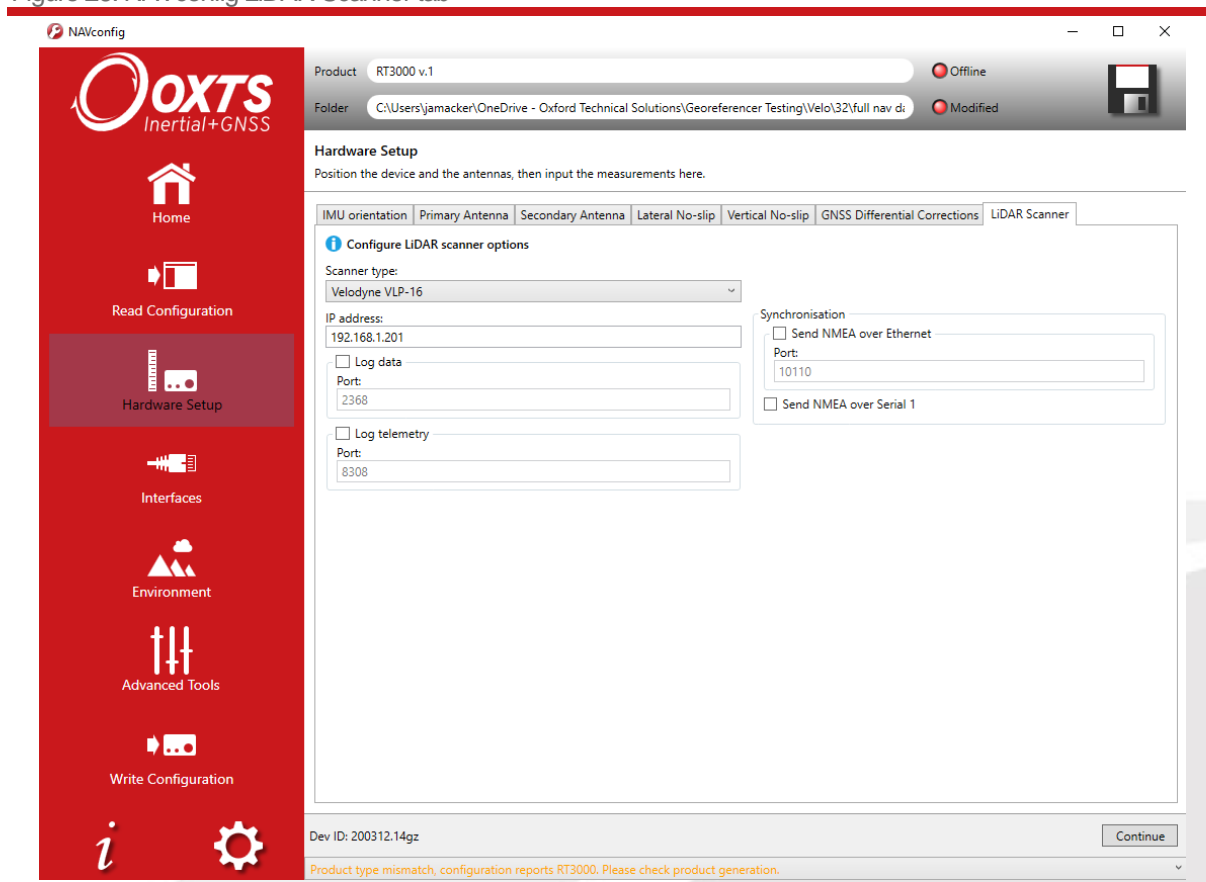 NAVconfig
OXTS
Inertial+GNSS
Product RT3000 v.1 Offline
Folder C:\Users\jamacker\OneDrive - Oxford Technical Solutions\Georeferencer Testing\Velo\32\full nav da Modified
Hardware Setup
Position the device and the antennas, then input the measurements here.
Home
Read Configuration
Hardware Setup
Interfaces
Environment
Advanced Tools
Write Configuration
i
IMU orientation Primary Antenna Secondary Antenna Lateral No-slip Vertical No-slip GNSS Differential Corrections LiDAR Scanner
Configure LiDAR scanner options
Scanner type:
Velodyne VLP-16
IP address:
192.168.1.201
Log data
Port:
2368
Log telemetry
Port:
8308
Synchronisation
Send NMEA over Ethernet
Port:
10110
Send NMEA over Serial 1
Dev ID: 200312.14gz Continue
Product type mismatch, configuration reports RT3000. Please check product generation.